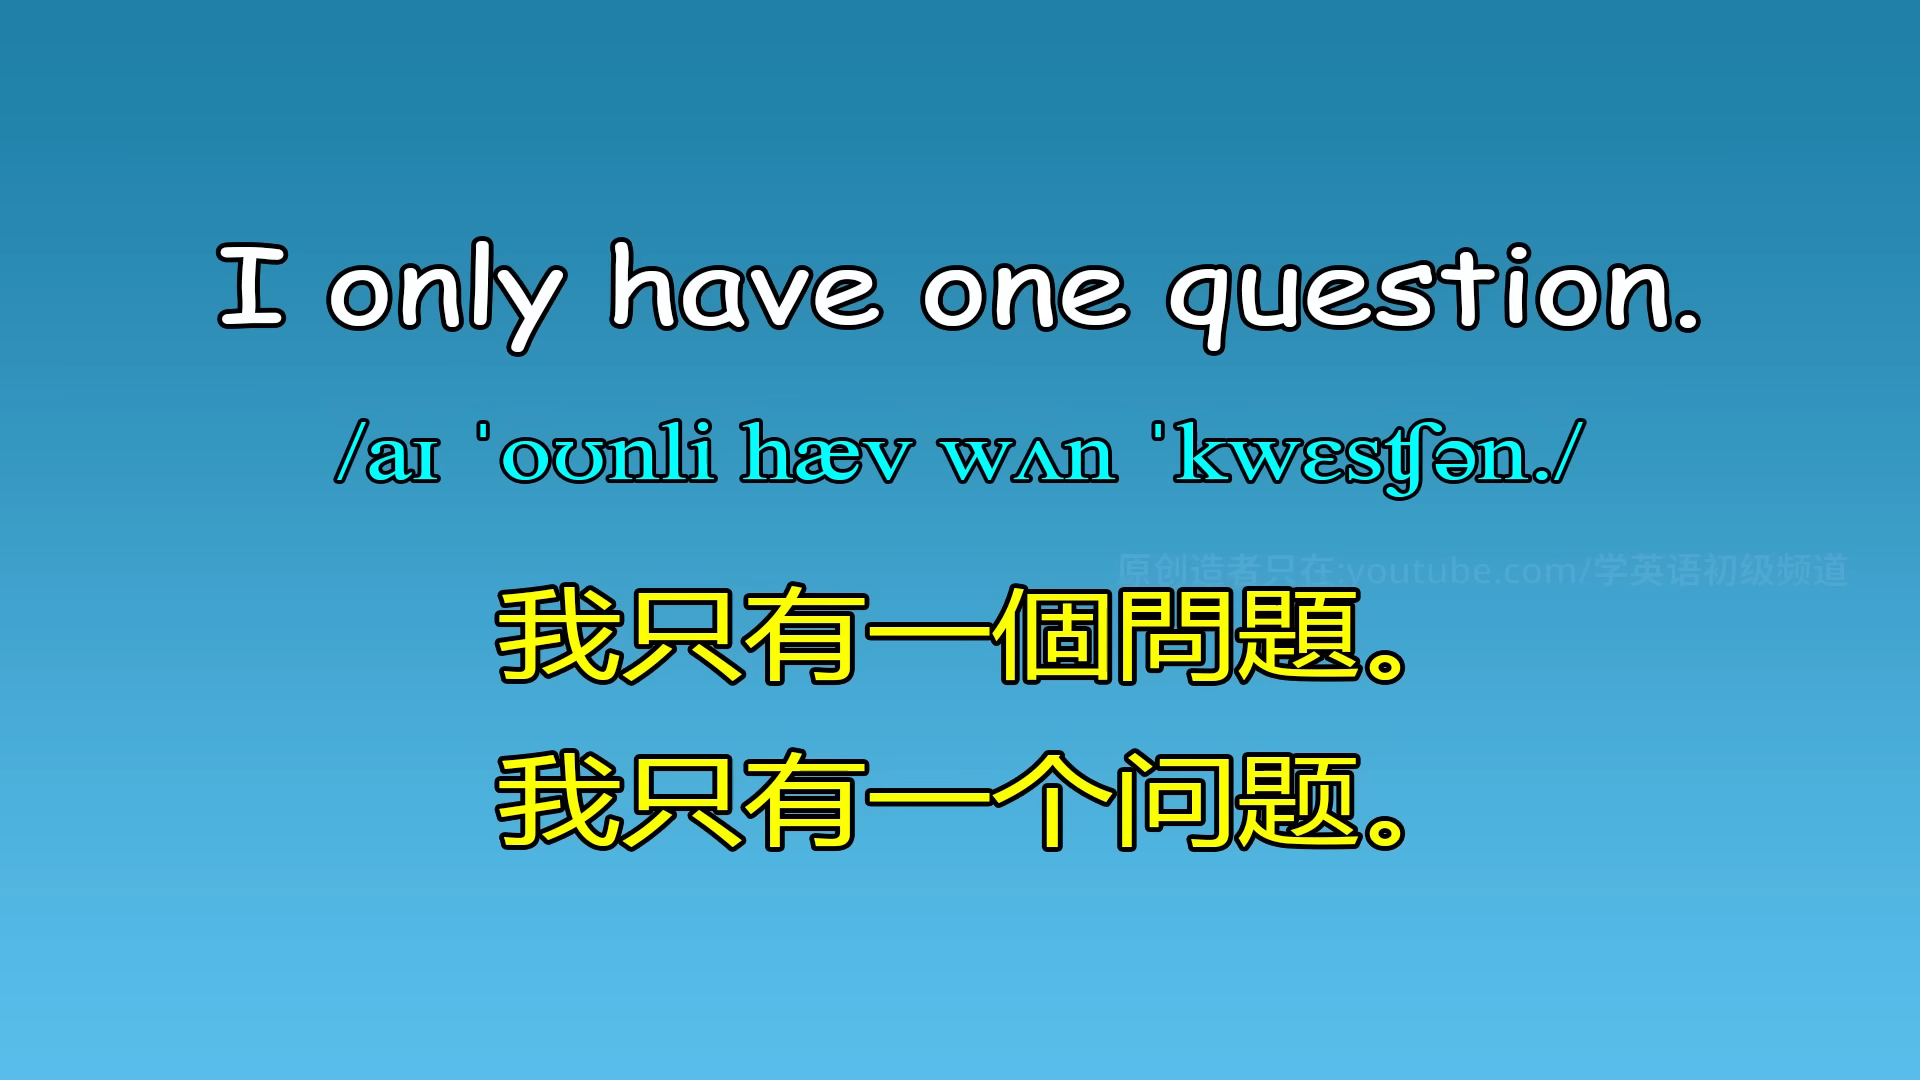 I only have one question.
/aɪ ˈoʊnli hæv wʌn ˈkwɛsʧən./
原创造者只在:youtube.com/学英语初级频道
我只有一個問題。
我只有一个问题。